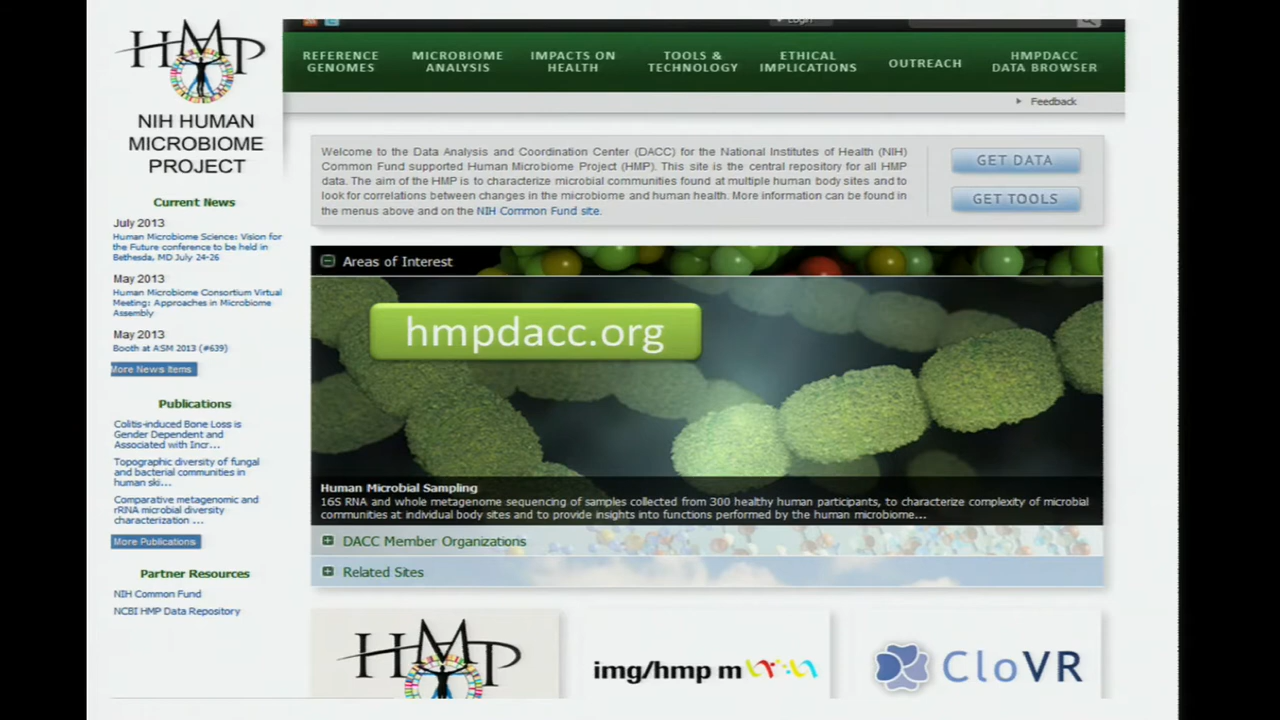 HMP
NIH HUMAN
MICROBIOME
PROJECT
Login
REFERENCE
GENOMES
MICROBIOME
ANALYSIS
IMPACTS ON
HEALTH
TOOLS &
TECHNOLOGY
ETHICAL
IMPLICATIONS
OUTREACH
HMPDACC
DATA BROWSER
Feedback
Current News
July 2013
Human Microbiome Science: Vision for
the Future conference to be held in
Bethesda, MD July 24-26
May 2013
Human Microbiome Consortium Virtual
Meeting: Approaches in Microbiome
Assembly
May 2013
Booth at ASM 2013 (#639)
More News Items
Publications
Colitis-induced Bone Loss is
Gender Dependent and
Associated with Incr...
Topographic diversity of fungal
and bacterial communities in
human ski...
Comparative metagenomic and
rRNA microbial diversity
characterization ...
More Publications
Partner Resources
NIH Common Fund
NCBI HMP Data Repository
Welcome to the Data Analysis and Coordination Center (DACC) for the National Institutes of Health (NIH)
Common Fund supported Human Microbiome Project (HMP). This site is the central repository for all HMP
data. The aim of the HMP is to characterize microbial communities found at multiple human body sites and to
look for correlations between changes in the microbiome and human health. More information can be found in
the menus above and on the NIH Common Fund site.
GET DATA
GET TOOLS
Areas of Interest
hmpdacc.org
Human Microbial Sampling
16S RNA and whole metagenome sequencing of samples collected from 300 healthy human participants, to characterize complexity of microbial
communities at individual body sites and to provide insights into functions performed by the human microbiome...
DACC Member Organizations
Related Sites
HMP
img/hmp m
CloVR